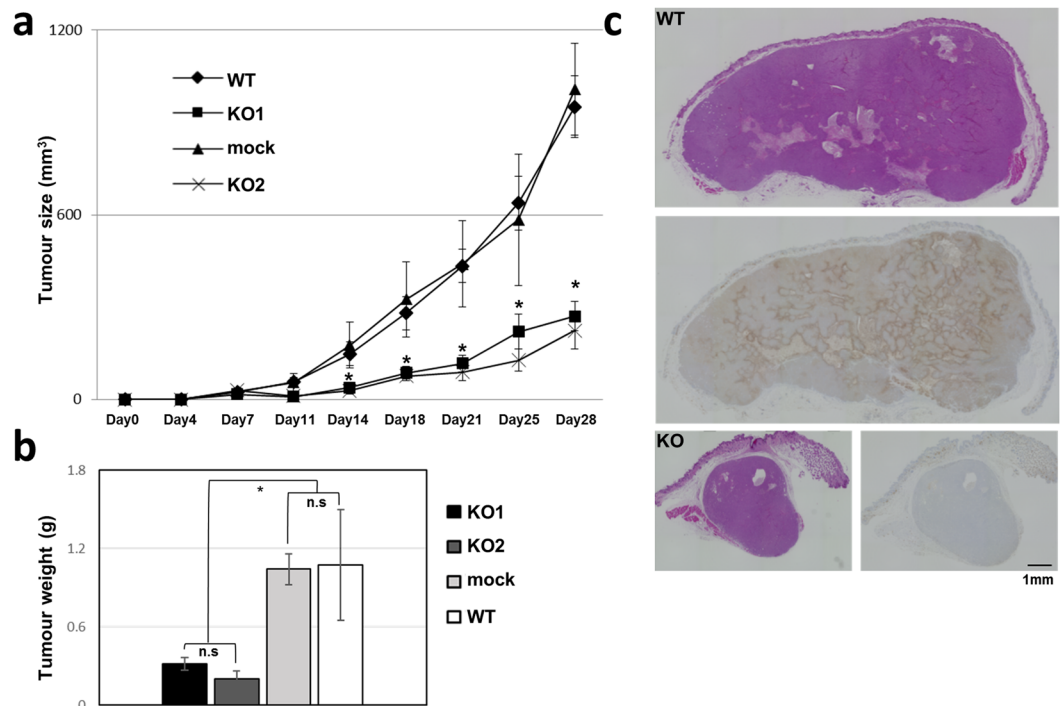 a
1200
600
0
Tumour size (mm³)
WT
KO1
mock
KO2
*
*
*
*
*
Day0 Day4 Day7 Day11 Day14 Day18 Day21 Day25 Day28
b
1.8
1.2
0.6
0
Tumour weight (g)
*
n.s
n.s
KO1
KO2
mock
WT
c
WT
KO
1mm